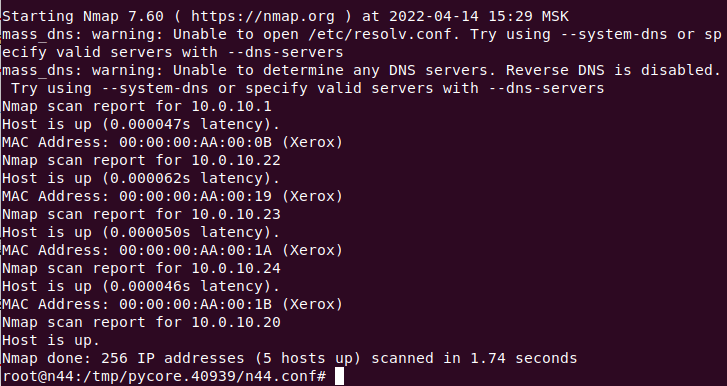 Starting Nmap 7.60 ( https://nmap.org ) at 2022-04-14 15:29 MSK
mass_dns: warning: Unable to open /etc/resolv.conf. Try using --system-dns or sp
ecify valid servers with --dns-servers
mass_dns: warning: Unable to determine any DNS servers. Reverse DNS is disabled.
 Try using --system-dns or specify valid servers with --dns-servers
Nmap scan report for 10.0.10.1
Host is up (0.000047s latency).
MAC Address: 00:00:00:AA:00:0B (Xerox)
Nmap scan report for 10.0.10.22
Host is up (0.000062s latency).
MAC Address: 00:00:00:AA:00:19 (Xerox)
Nmap scan report for 10.0.10.23
Host is up (0.000050s latency).
MAC Address: 00:00:00:AA:00:1A (Xerox)
Nmap scan report for 10.0.10.24
Host is up (0.000046s latency).
MAC Address: 00:00:00:AA:00:1B (Xerox)
Nmap scan report for 10.0.10.20
Host is up.
Nmap done: 256 IP addresses (5 hosts up) scanned in 1.74 seconds
root@n44:/tmp/pycore.40939/n44.conf#